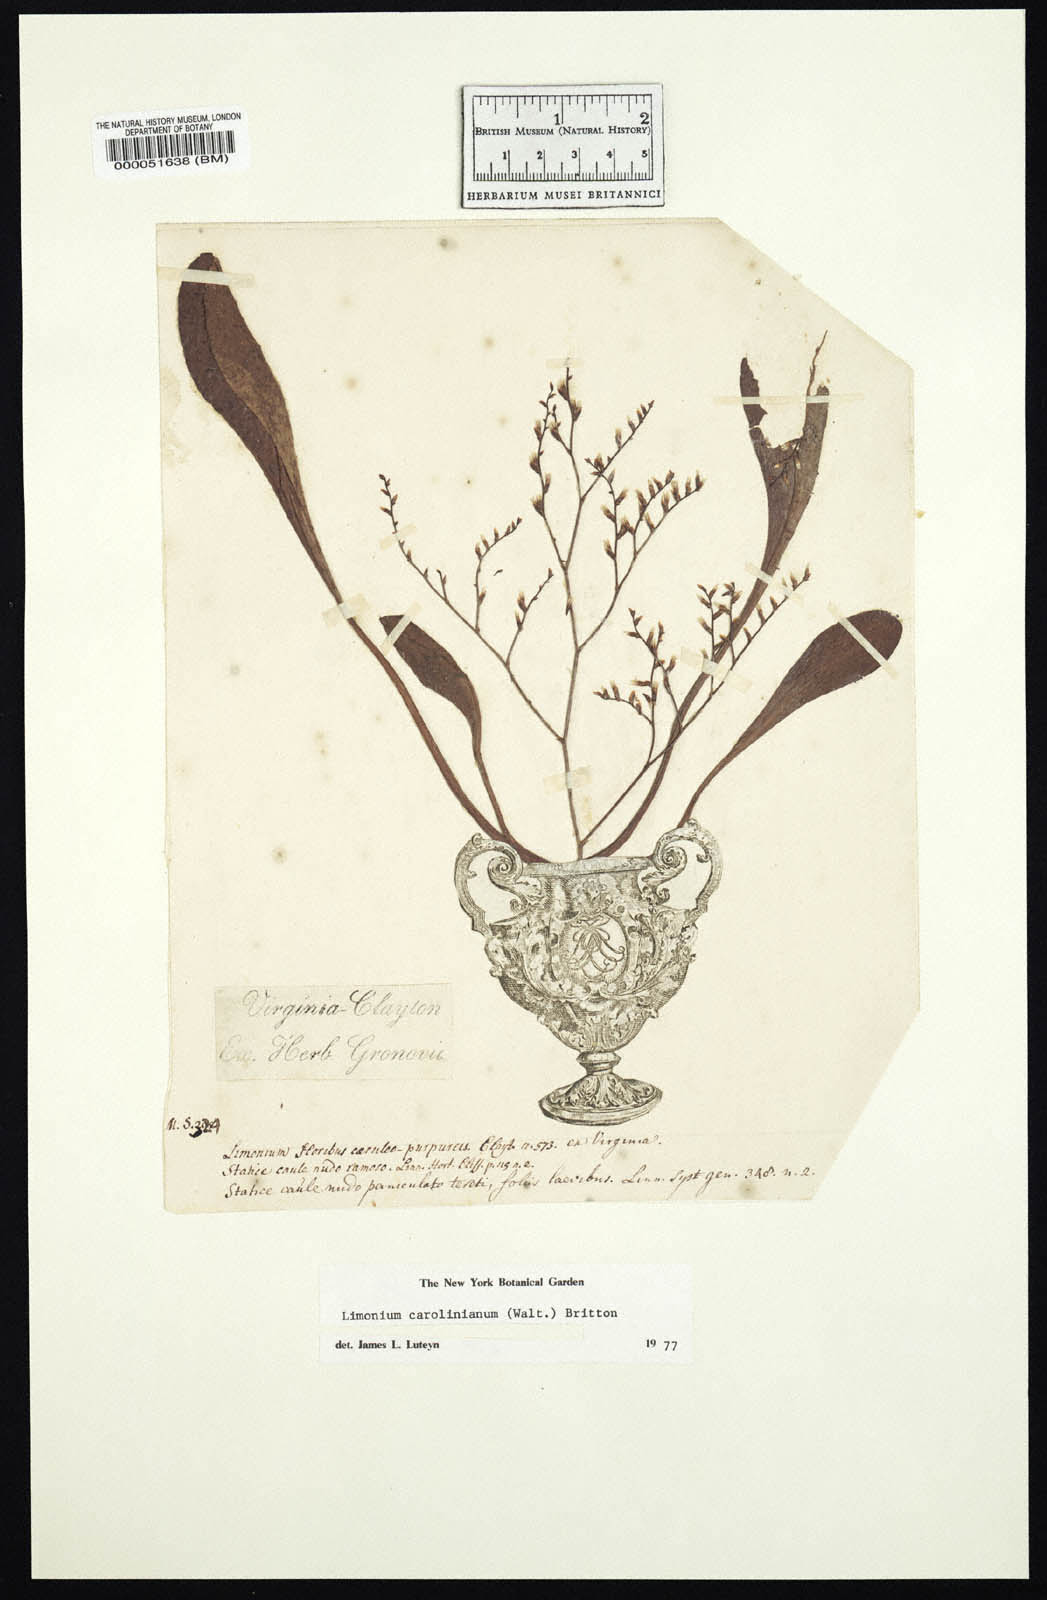 THE NATURAL HISTORY MUSEUM, LONDON
DEPARTMENT OF BOTANY
000051638 (BM)
1 2
BRITISH MUSEUM (NATURAL HISTORY)
1 2 3 4 5
HERBARIUM MUSEI BRITANNICI
Virginia-Clayton
Herb. Gronovii
Limonium floribus caeruleo-purpureis. Clayt. n. 573. ex Virginia.
Statice caule nudo ramoso. Linn. Hort. Cliff. p. 115 n. 2.
Statice caule nudo paniculato tereti, foliis laevibus. Linn. Syst gen. 348. n. 2.
The New York Botanical Garden
Limonium carolinianum (Walt.) Britton
det. James L. Luteyn 19 77